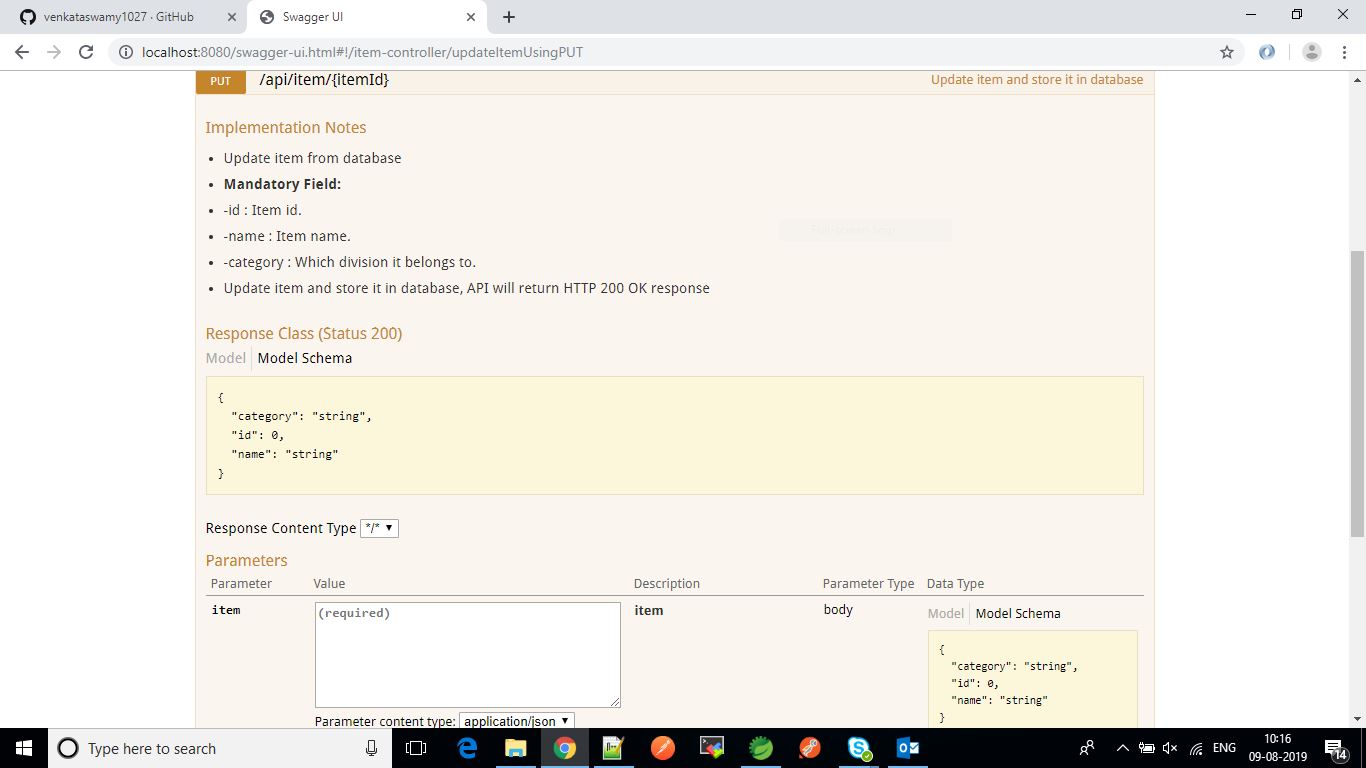 venkataswamy1027 · GitHub
Swagger UI
localhost:8080/swagger-ui.html#!/item-controller/updateItemUsingPUT
PUT /api/item/{itemId} Update item and store it in database
Implementation Notes
• Update item from database
• Mandatory Field:
• -id : Item id.
• -name : Item name.
• -category : Which division it belongs to.
• Update item and store it in database, API will return HTTP 200 OK response
Response Class (Status 200)
Model Model Schema
{
"category": "string",
"id": 0,
"name": "string"
}
Response Content Type */*
Parameters
Parameter Value Description Parameter Type Data Type
item (required) item body Model Model Schema
{
"category": "string",
"id": 0,
"name": "string"
}
Parameter content type: application/json
Type here to search
ENG
10:16
09-08-2019
14